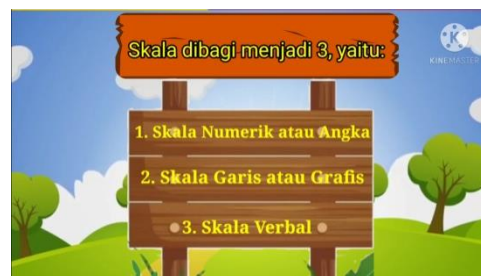 Skala dibagi menjadi 3, yaitu:
KINEMASTER
1. Skala Numerik atau Angka
2. Skala Garis atau Grafis
3. Skala Verbal